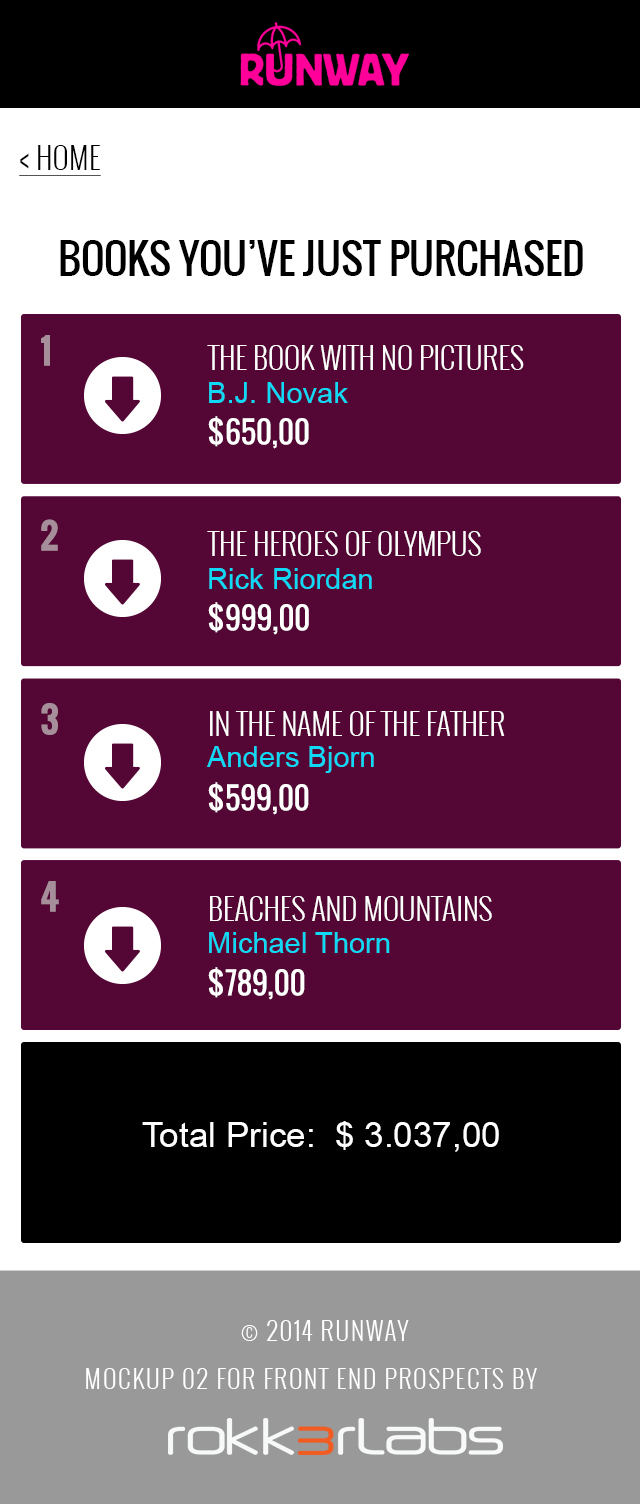 RUNWAY
< HOME
BOOKS YOU'VE JUST PURCHASED
1
THE BOOK WITH NO PICTURES
B.J. Novak
$650,00
2
THE HEROES OF OLYMPUS
Rick Riordan
$999,00
3
IN THE NAME OF THE FATHER
Anders Bjorn
$599,00
4
BEACHES AND MOUNTAINS
Michael Thorn
$789,00
Total Price:  $ 3.037,00
© 2014 RUNWAY
MOCKUP 02 FOR FRONT END PROSPECTS BY
rokk3rLabs